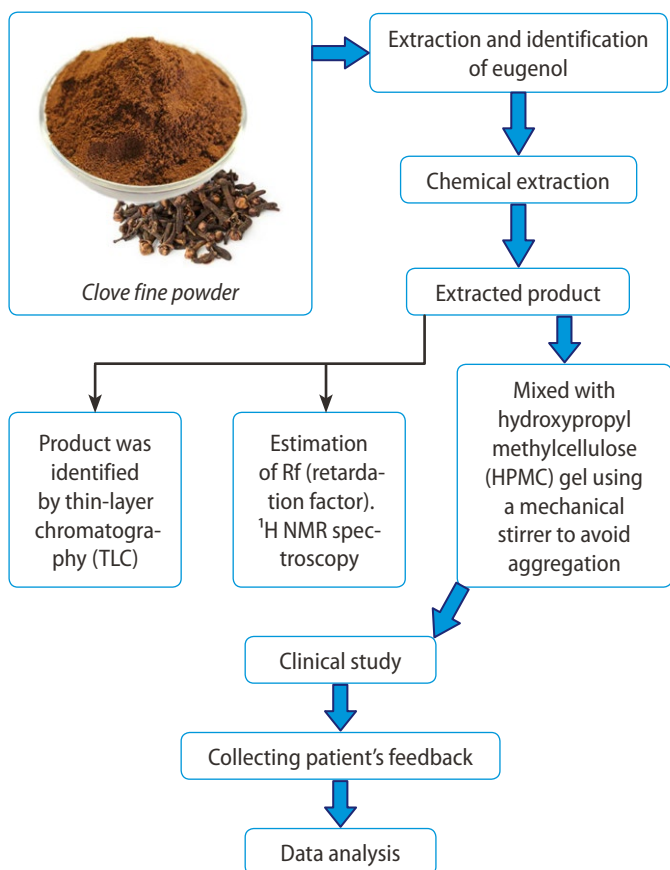 Extraction and identification
of eugenol
Clove fine powder
Chemical extraction
Extracted product
Product was
identified
by thin-layer
chromatogra-
phy (TLC)
Estimation
of Rf (retarda-
tion factor).
¹H NMR spec-
troscopy
Mixed with
hydroxypropyl
methylcellulose
(HPMC) gel using
a mechanical
stirrer to avoid
aggregation
Clinical study
Collecting patient’s feedback
Data analysis